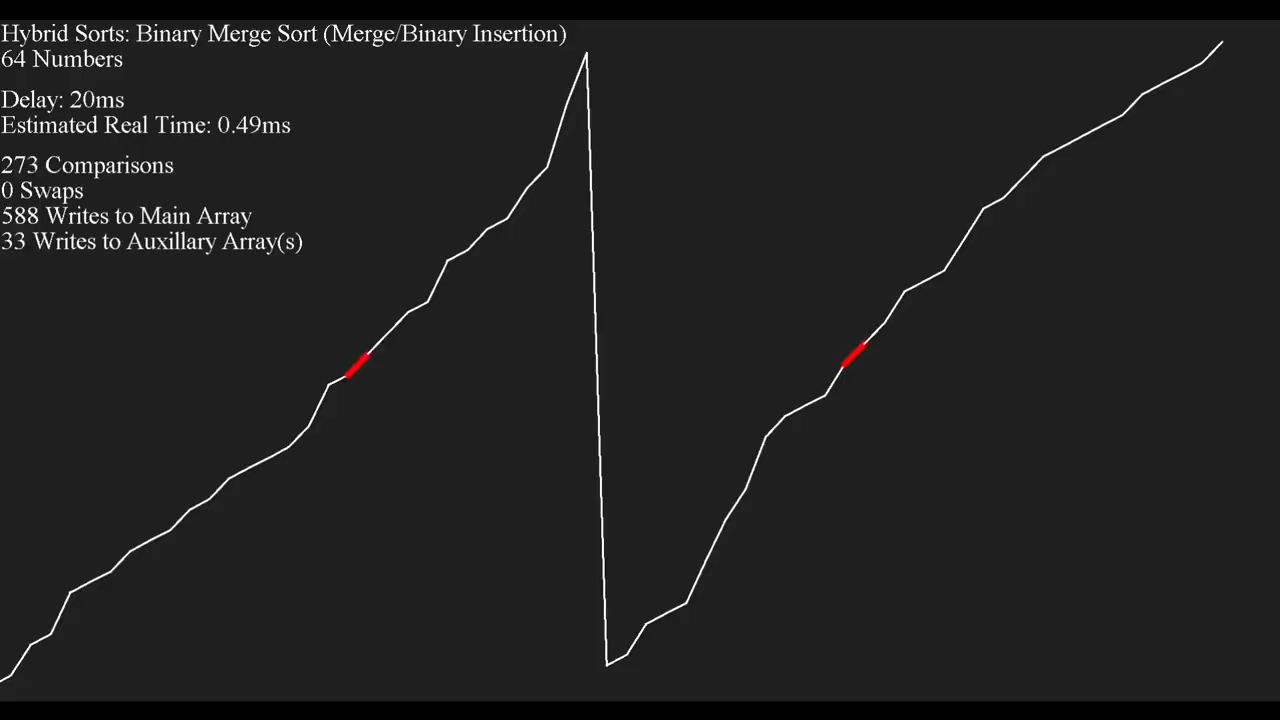 Hybrid Sorts: Binary Merge Sort (Merge/Binary Insertion)
64 Numbers
Delay: 20ms
Estimated Real Time: 0.49ms
273 Comparisons
0 Swaps
588 Writes to Main Array
33 Writes to Auxillary Array(s)